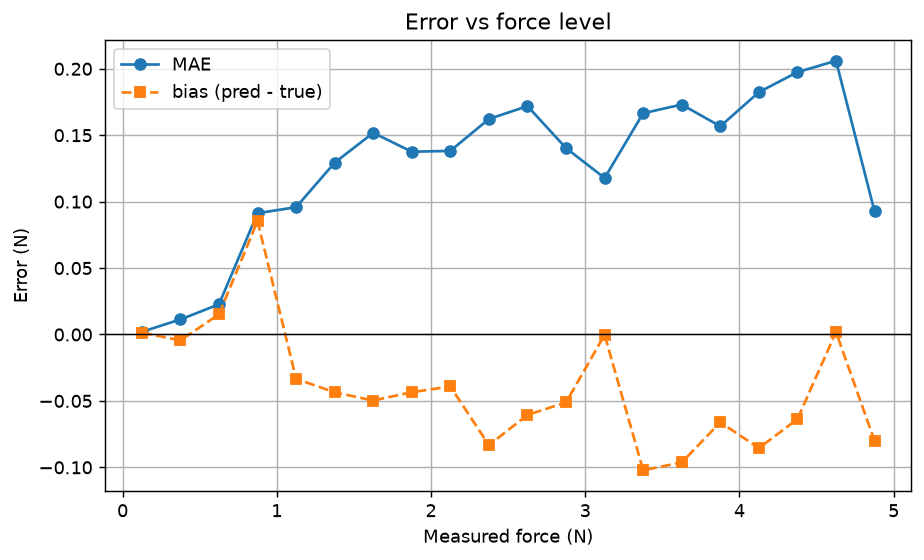 Error vs force level
MAE
bias (pred - true)
Error (N)
0.20
0.15
0.10
0.05
0.00
−0.05
−0.10
0 1 2 3 4 5
Measured force (N)